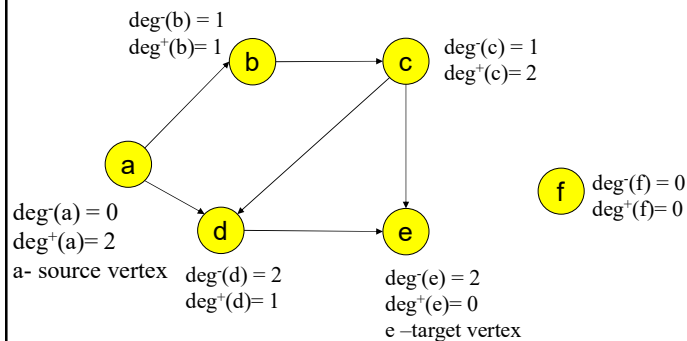 deg⁻(b) = 1
deg⁺(b)= 1
b
c
deg⁻(c) = 1
deg⁺(c)= 2
a
deg⁻(a) = 0
deg⁺(a)= 2
a- source vertex
d
deg⁻(d) = 2
deg⁺(d)= 1
e
deg⁻(e) = 2
deg⁺(e)= 0
e –target vertex
f
deg⁻(f) = 0
deg⁺(f)= 0